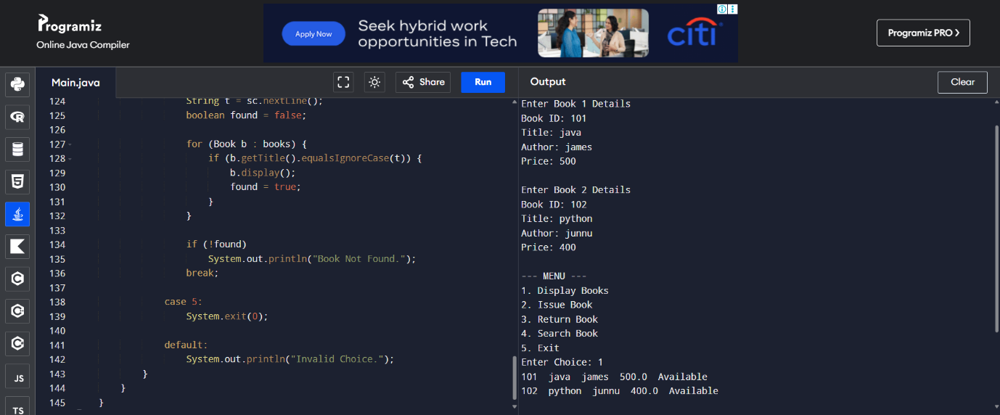 Programiz
Online Java Compiler
Apply Now
Seek hybrid work
opportunities in Tech
citi
Programiz PRO
Main.java
Share
Run
124 String t = sc.nextLine();
125 boolean found = false;
126
127 for (Book b : books) {
128 if (b.getTitle().equalsIgnoreCase(t)) {
129 b.display();
130 found = true;
131 }
132 }
133
134 if (!found)
135 System.out.println("Book Not Found.");
136 break;
137
138 case 5:
139 System.exit(0);
140
141 default:
142 System.out.println("Invalid Choice.");
143 }
144 }
145 }
JS
TS
Output
Clear
Enter Book 1 Details
Book ID: 101
Title: java
Author: james
Price: 500
Enter Book 2 Details
Book ID: 102
Title: python
Author: junnu
Price: 400
--- MENU ---
1. Display Books
2. Issue Book
3. Return Book
4. Search Book
5. Exit
Enter Choice: 1
101 java james 500.0 Available
102 python junnu 400.0 Available